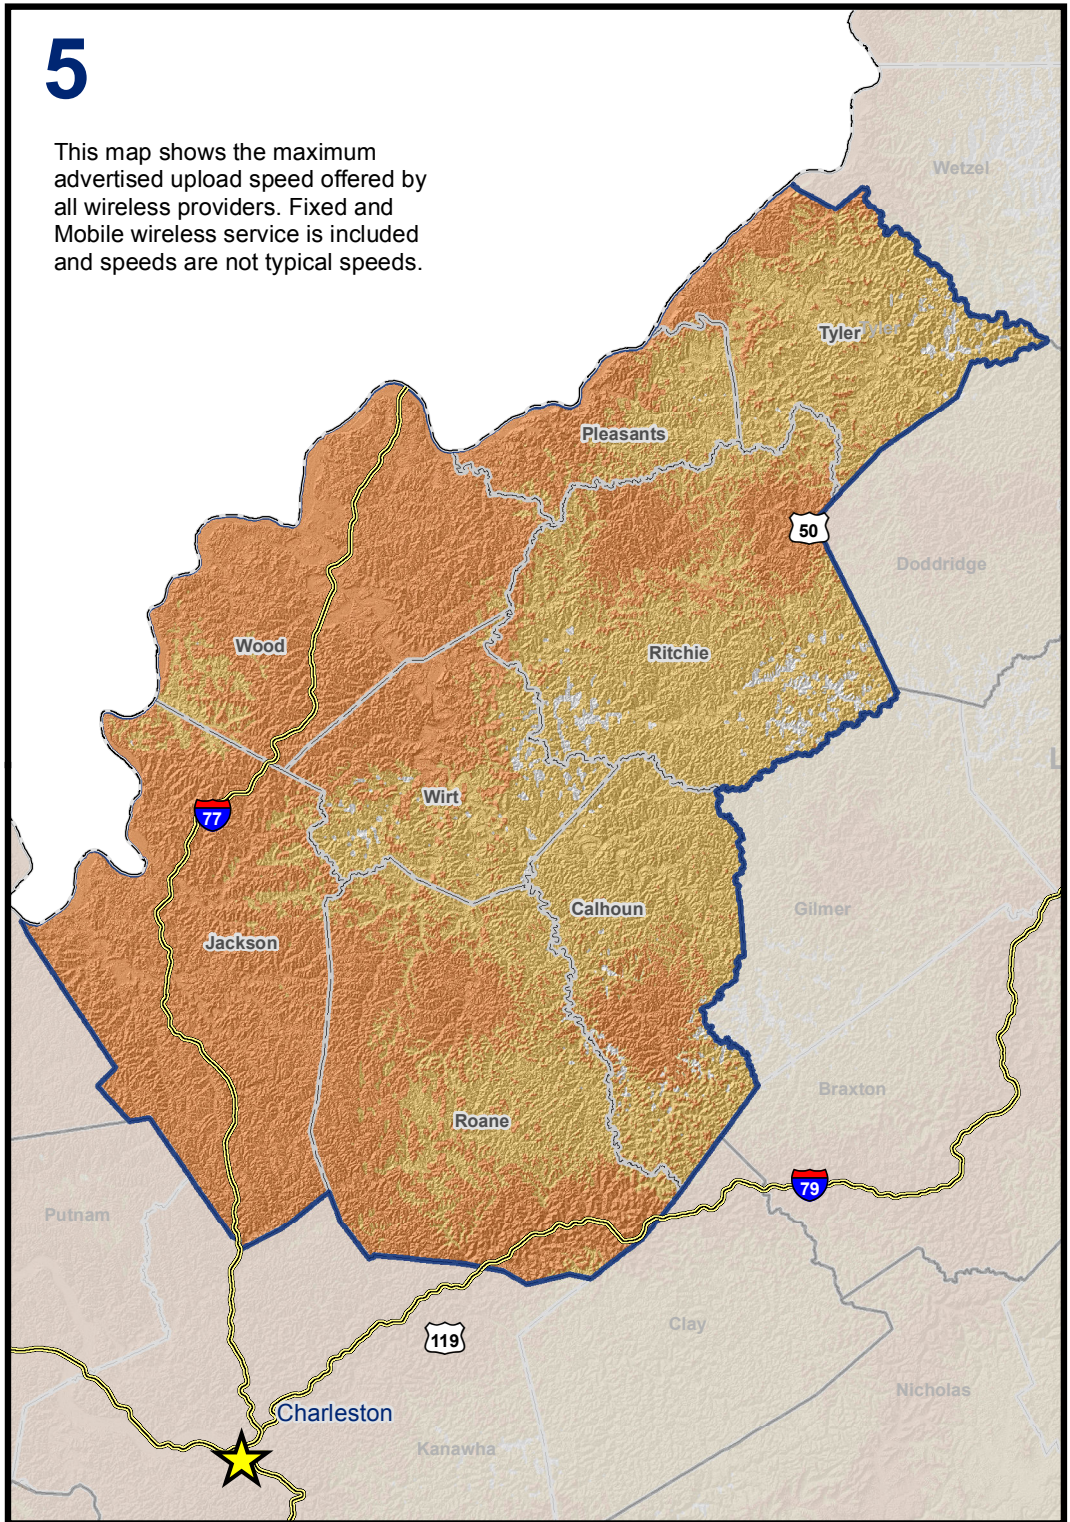 5
This map shows the maximum
advertised upload speed offered by
all wireless providers. Fixed and
Mobile wireless service is included
and speeds are not typical speeds.
Wetzel
Tyler Tyler
Pleasants
50
Doddridge
Wood
Ritchie
L
77
Wirt
Calhoun
Gilmer
Jackson
Braxton
Roane
79
Putnam
119
Clay
Nicholas
Charleston
Kanawha